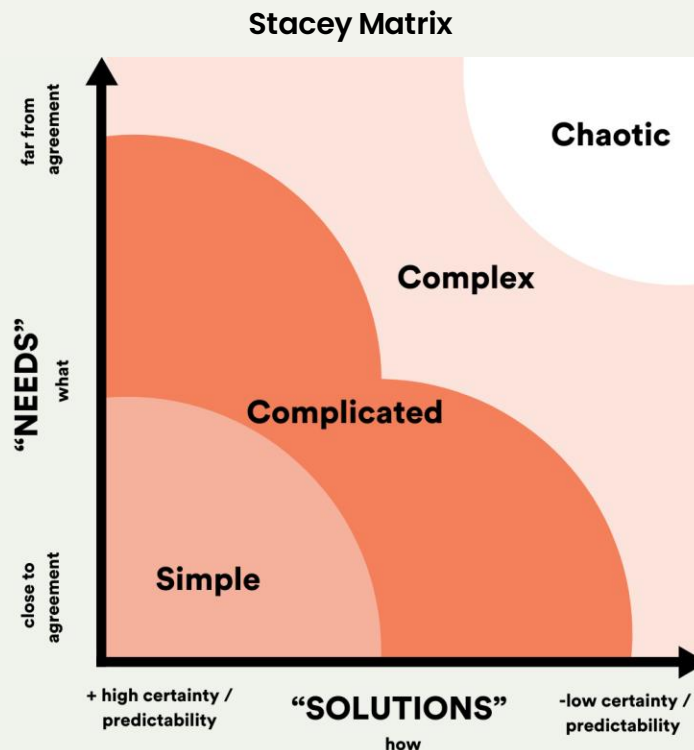 Stacey Matrix
far from
agreement
Chaotic
Complex
“NEEDS”
what
Complicated
close to
agreement
Simple
+ high certainty /
predictability
“SOLUTIONS”
how
-low certainty /
predictability